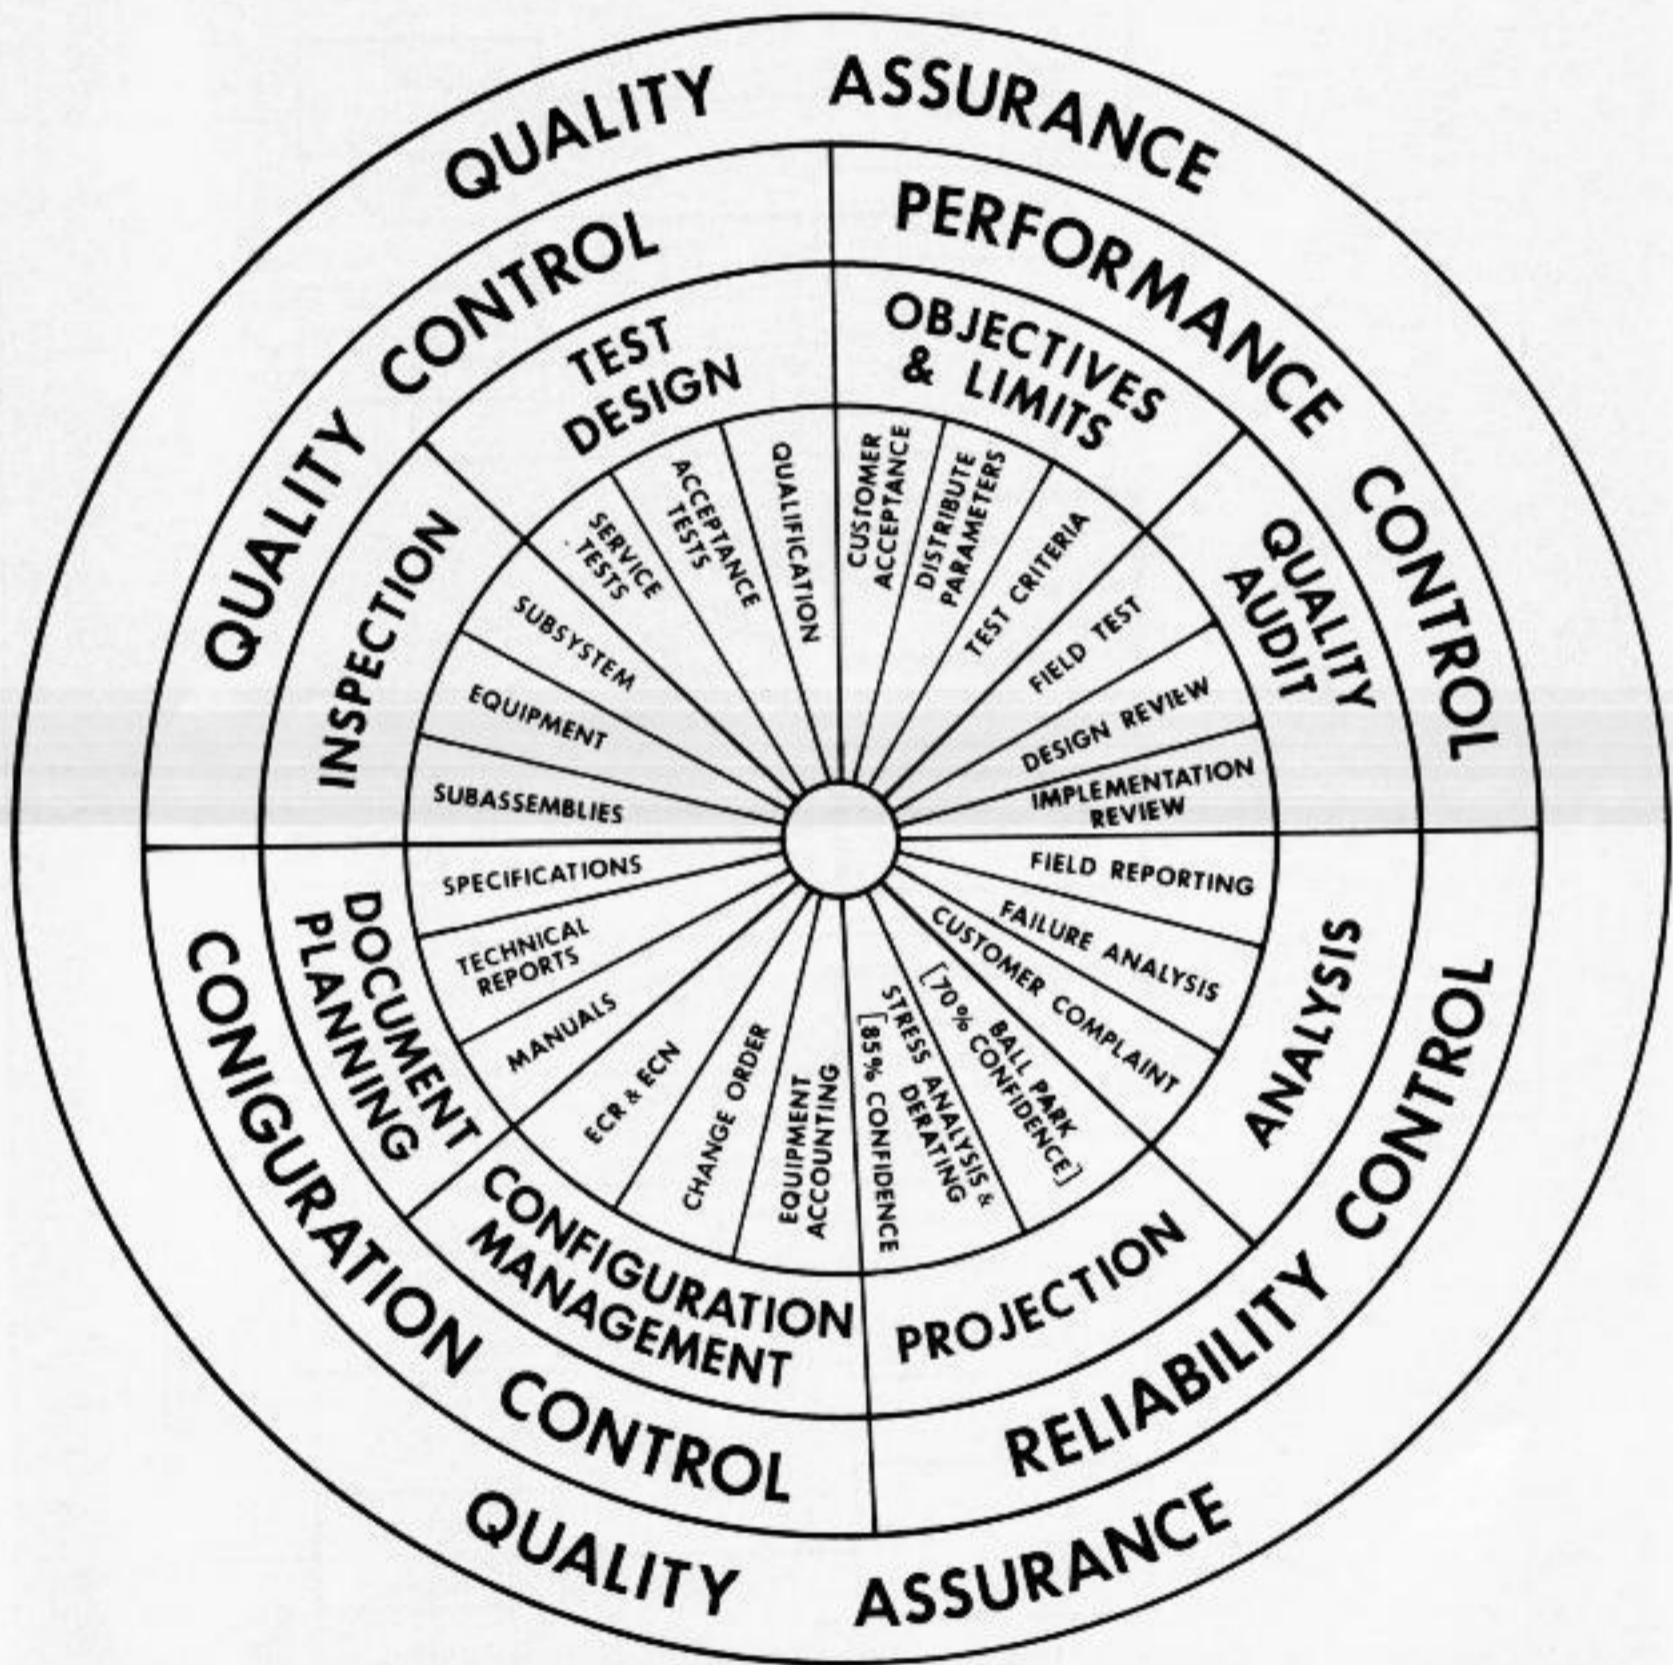 QUALITY ASSURANCE
QUALITY CONTROL
PERFORMANCE CONTROL
RELIABILITY CONTROL
CONIGURATION CONTROL
QUALITY ASSURANCE
TEST
DESIGN
OBJECTIVES
& LIMITS
QUALITY
AUDIT
ANALYSIS
PROJECTION
CONFIGURATION
MANAGEMENT
DOCUMENT
PLANNING
INSPECTION
CUSTOMER
ACCEPTANCE
DISTRIBUTE
PARAMETERS
TEST CRITERIA
FIELD TEST
DESIGN REVIEW
IMPLEMENTATION
REVIEW
FIELD REPORTING
FAILURE ANALYSIS
CUSTOMER COMPLAINT
BALL PARK
[70% CONFIDENCE]
STRESS ANALYSIS &
DERATING
[85% CONFIDENCE
EQUIPMENT
ACCOUNTING
CHANGE ORDER
ECR & ECN
MANUALS
TECHNICAL
REPORTS
SPECIFICATIONS
SUBASSEMBLIES
EQUIPMENT
SUBSYSTEM
SERVICE
TESTS
ACCEPTANCE
TESTS
QUALIFICATION